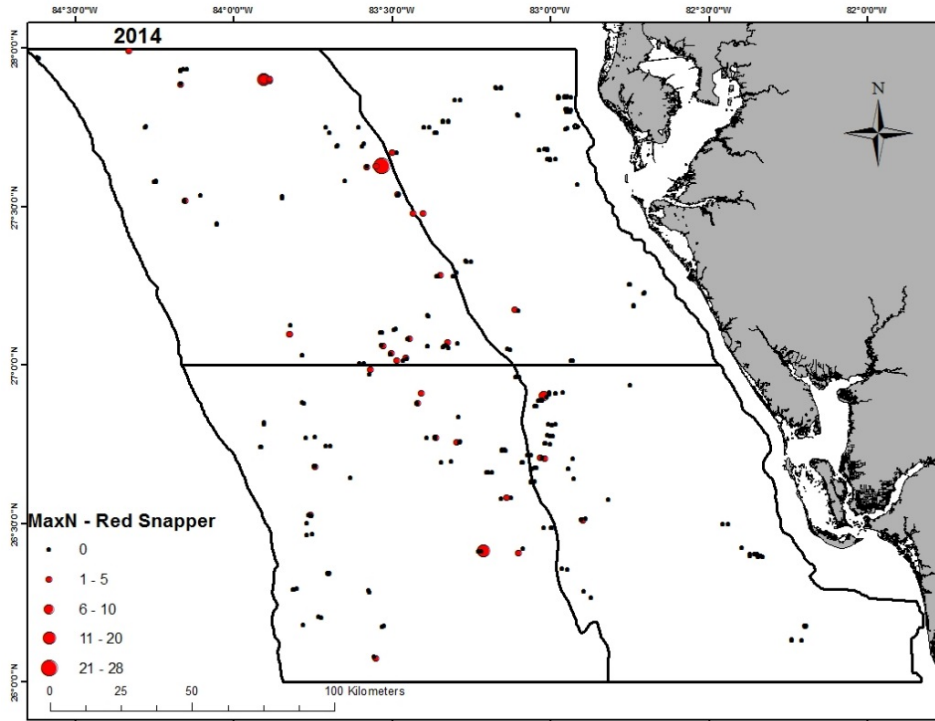 84°30'0"W 84°0'0"W 83°30'0"W 83°0'0"W 82°30'0"W 82°0'0"W
2014
28°0'0"N
N
27°30'0"N
27°0'0"N
26°30'0"N
26°0'0"N
MaxN - Red Snapper
0
1 - 5
6 - 10
11 - 20
21 - 28
0 25 50 100 Kilometers